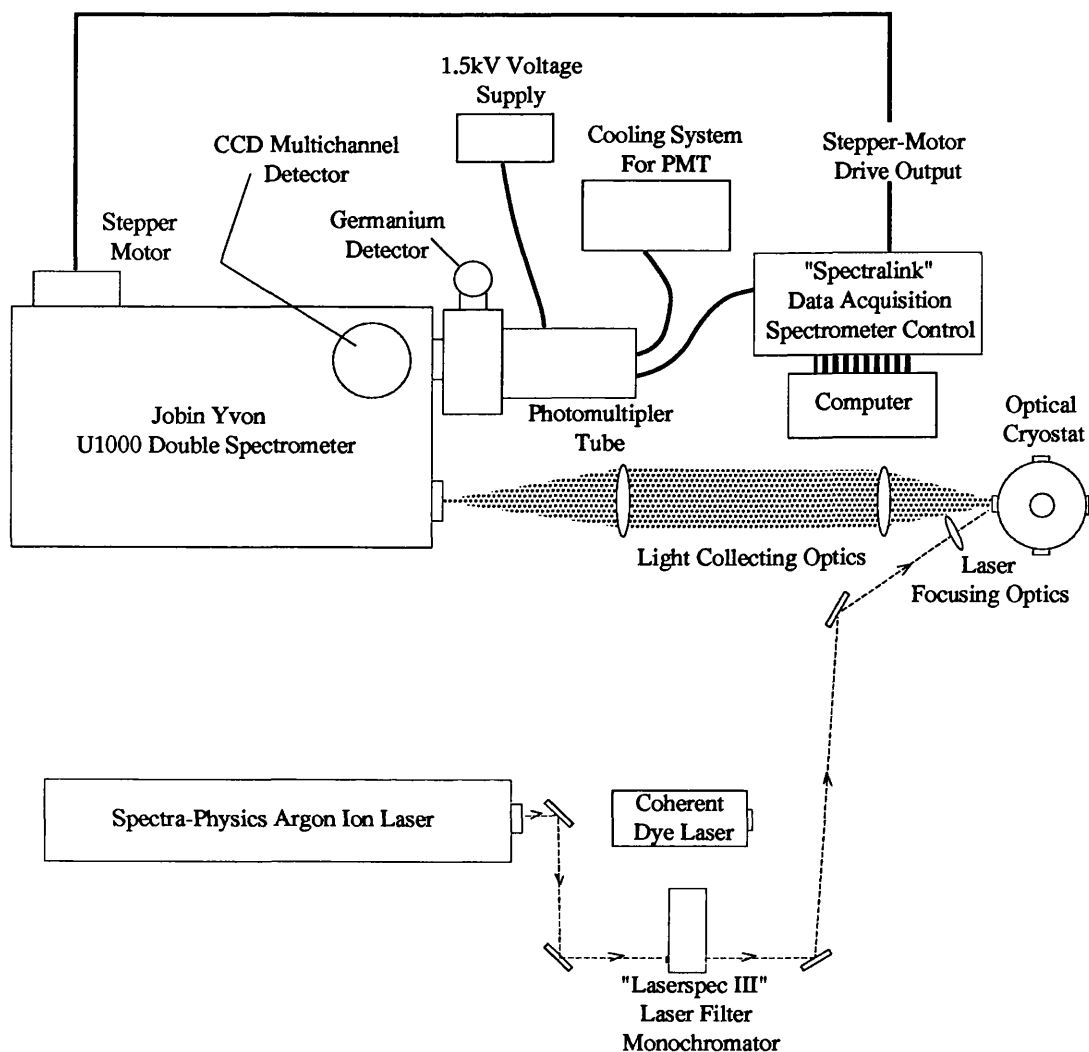 1.5kV Voltage
Supply
CCD Multichannel
Detector
Cooling System
For PMT
Stepper-Motor
Drive Output
Stepper
Motor
Germanium
Detector
"Spectralink"
Data Acquisition
Spectrometer Control
Computer
Jobin Yvon
U1000 Double Spectrometer
Photomultipler
Tube
Optical
Cryostat
Light Collecting Optics
Laser
Focusing Optics
Spectra-Physics Argon Ion Laser
Coherent
Dye Laser
"Laserspec III"
Laser Filter
Monochromator